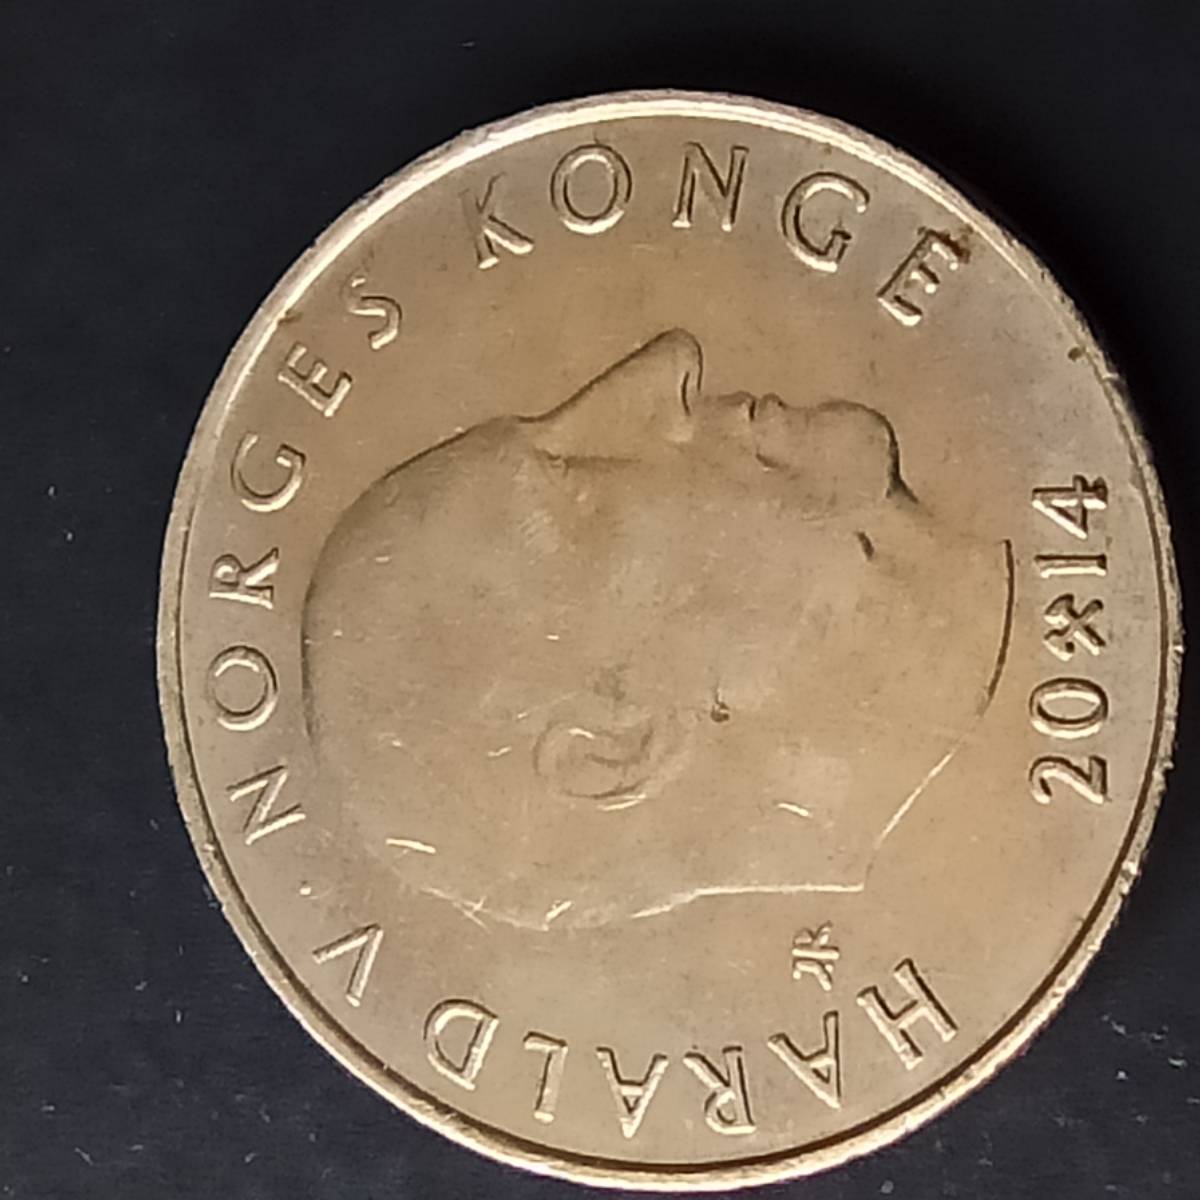 HARALD V · NORGES KONGE
20⚒14